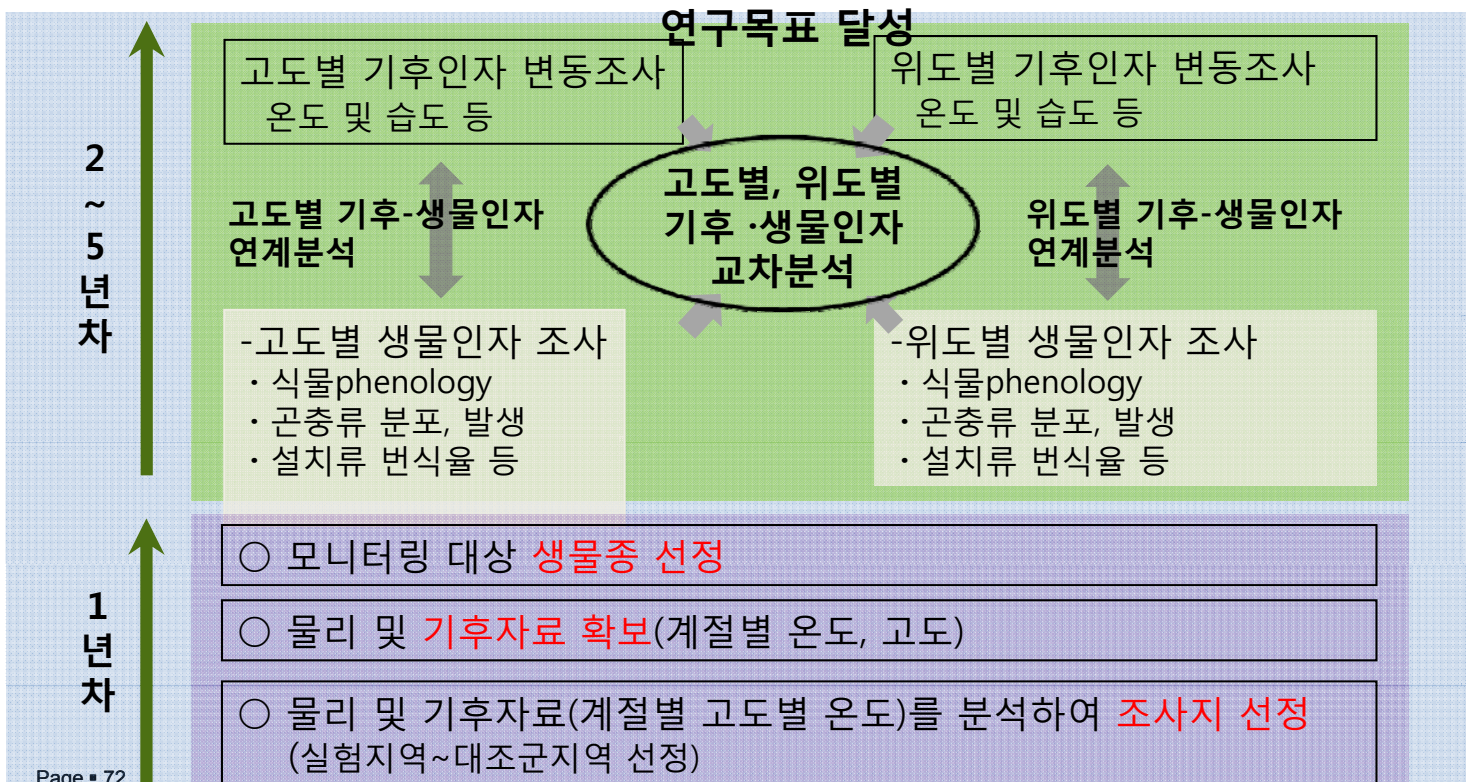 연구목표 달성
고도별 기후인자 변동조사
온도 및 습도 등
위도별 기후인자 변동조사
온도 및 습도 등
2
~
5
년
차
고도별 기후-생물인자
연계분석
고도별, 위도별
기후 ·생물인자
교차분석
위도별 기후-생물인자
연계분석
-고도별 생물인자 조사
· 식물phenology
· 곤충류 분포, 발생
· 설치류 번식율 등
-위도별 생물인자 조사
· 식물phenology
· 곤충류 분포, 발생
· 설치류 번식율 등
1
년
차
○ 모니터링 대상 생물종 선정
○ 물리 및 기후자료 확보(계절별 온도, 고도)
○ 물리 및 기후자료(계절별 고도별 온도)를 분석하여 조사지 선정
(실험지역~대조군지역 선정)
Page ▪ 72